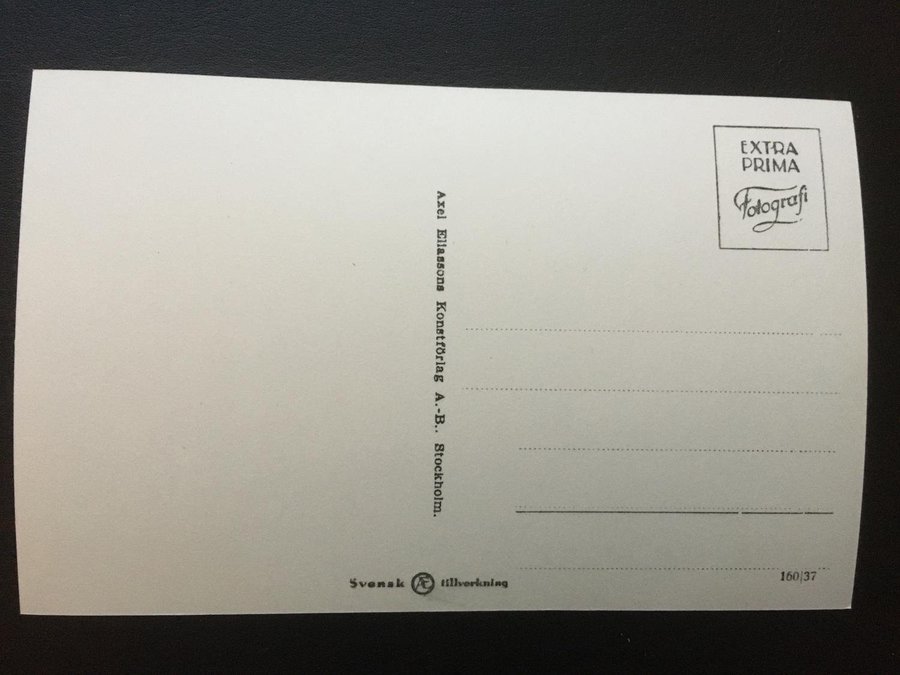 EXTRA
PRIMA
Fotografi
Axel Eliassons Konstförlag A.-B.. Stockholm.
Svensk Æ tillverkning
160/37